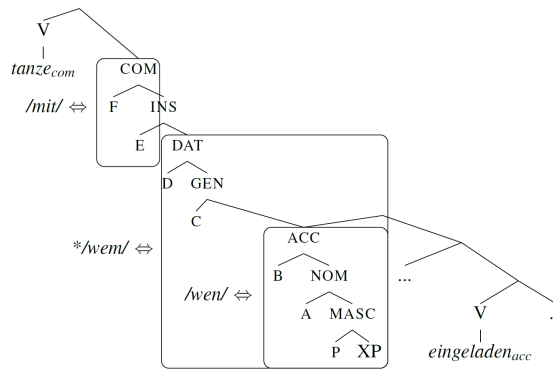 V
tanze_com COM
/mit/ ⇔ F INS
E DAT
D GEN
C
*/wem/ ⇔ ACC
B NOM ...
/wen/ ⇔ A MASC V
P XP eingeladen_acc .